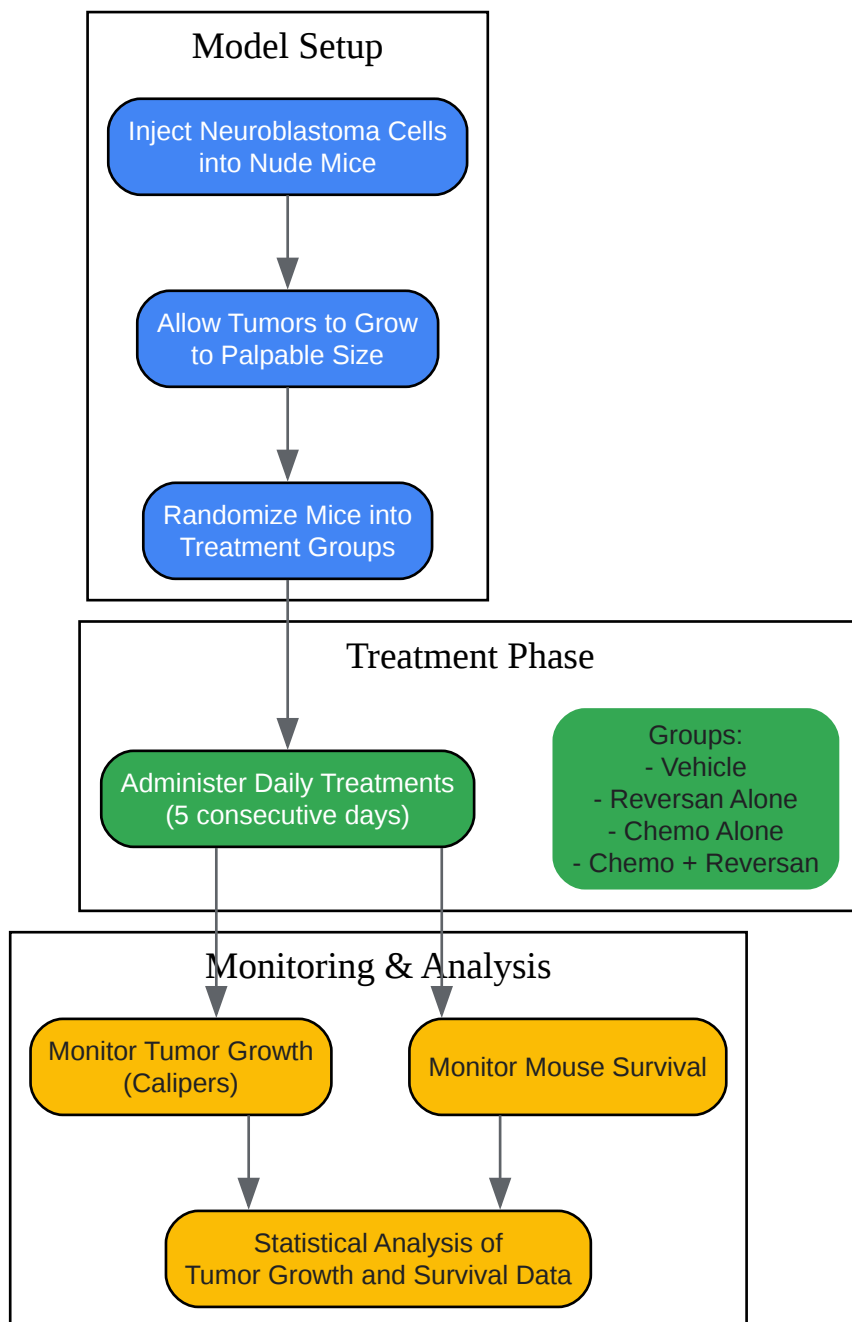 Model Setup
Inject Neuroblastoma Cells
into Nude Mice
Allow Tumors to Grow
to Palpable Size
Randomize Mice into
Treatment Groups
Treatment Phase
Administer Daily Treatments
(5 consecutive days)
Groups:
- Vehicle
- Reversan Alone
- Chemo Alone
- Chemo + Reversan
Monitoring & Analysis
Monitor Tumor Growth
(Calipers)
Monitor Mouse Survival
Statistical Analysis of
Tumor Growth and Survival Data